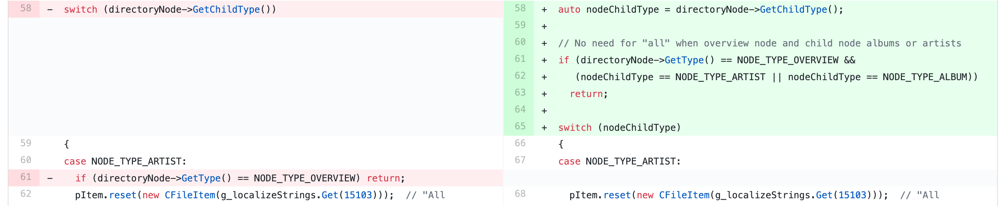 58 - switch (directoryNode->GetChildType())
59 {
60 case NODE_TYPE_ARTIST:
61 - if (directoryNode->GetType() == NODE_TYPE_OVERVIEW) return;
62 pItem.reset(new CFileItem(g_localizeStrings.Get(15103))); // "All
58 + auto nodeChildType = directoryNode->GetChildType();
59 +
60 + // No need for "all" when overview node and child node albums or artists
61 + if (directoryNode->GetType() == NODE_TYPE_OVERVIEW &&
62 + (nodeChildType == NODE_TYPE_ARTIST || nodeChildType == NODE_TYPE_ALBUM))
63 + return;
64 +
65 + switch (nodeChildType)
66 {
67 case NODE_TYPE_ARTIST:
68 pItem.reset(new CFileItem(g_localizeStrings.Get(15103))); // "All